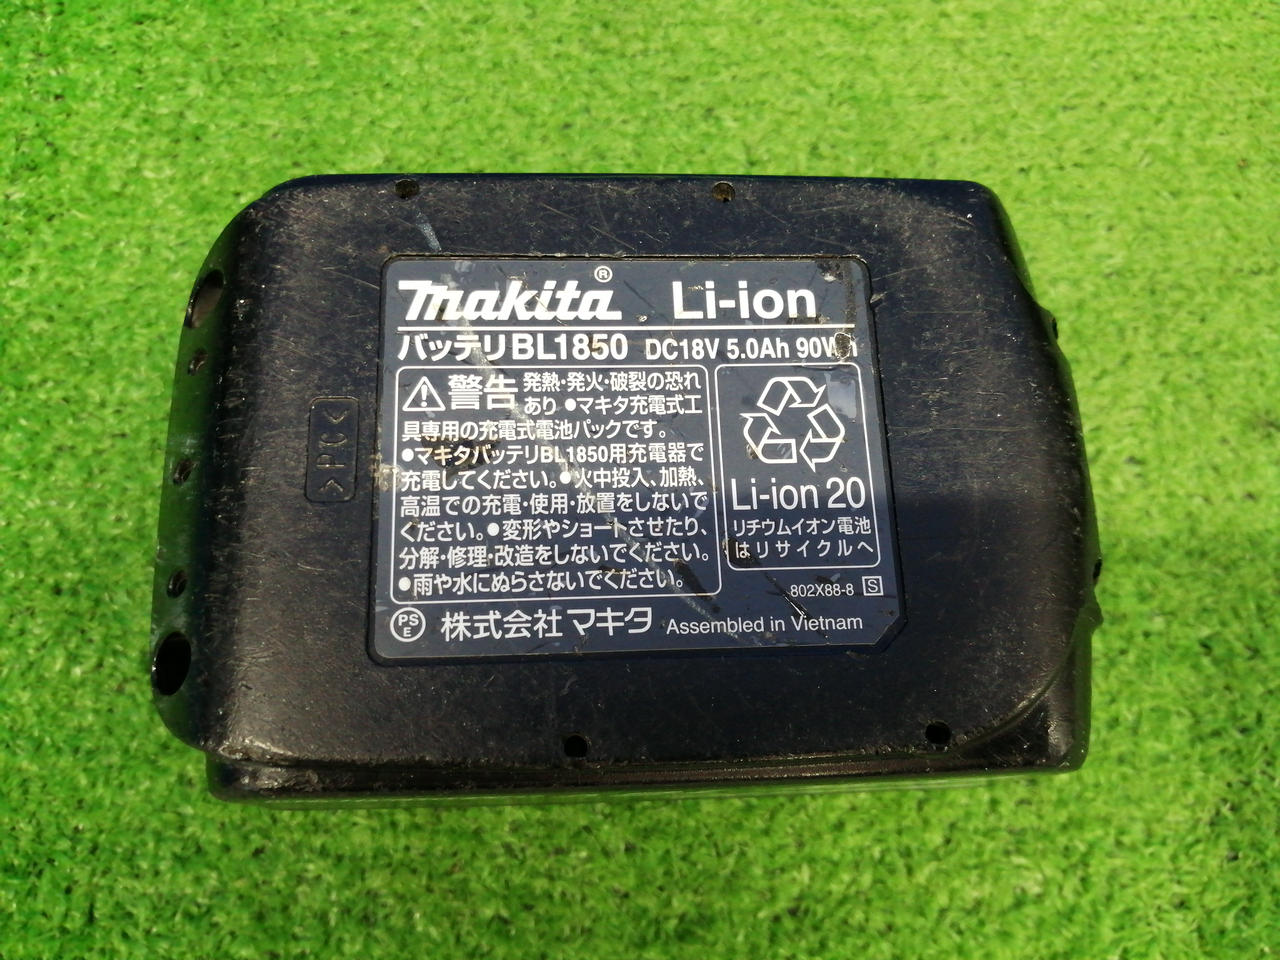 makita® Li-ion
バッテリBL1850 DC18V 5.0Ah 90Wh
警告 発熱・発火・破裂の恐れ
あり ●マキタ充電式工
具専用の充電式電池パックです。
●マキタバッテリBL1850用充電器で
充電してください。●火中投入、加熱、
高温での充電・使用・放置をしないで
ください。●変形やショートさせたり、
分解・修理・改造をしないでください。
●雨や水にぬらさないでください。
Li-ion 20
リチウムイオン電池
はリサイクルへ
802X88-8 S
PS
E
株式会社マキタ Assembled in Vietnam
>PC<